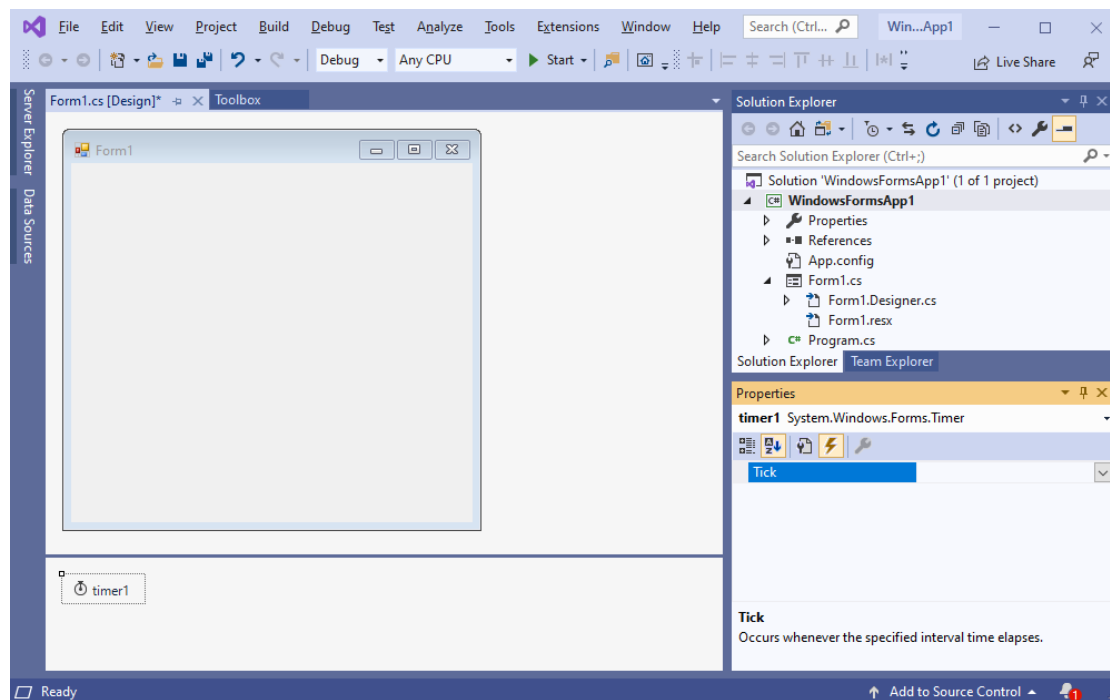 File Edit View Project Build Debug Test Analyze Tools Extensions Window Help Search (Ctrl... Win...App1
Debug Any CPU Start Live Share
Server Explorer
Data Sources
Form1.cs [Design]* Toolbox
Form1
timer1
Solution Explorer
Search Solution Explorer (Ctrl+;)
Solution 'WindowsFormsApp1' (1 of 1 project)
C# WindowsFormsApp1
Properties
References
App.config
Form1.cs
Form1.Designer.cs
Form1.resx
C# Program.cs
Solution Explorer Team Explorer
Properties
timer1 System.Windows.Forms.Timer
Tick
Tick
Occurs whenever the specified interval time elapses.
Ready Add to Source Control 1